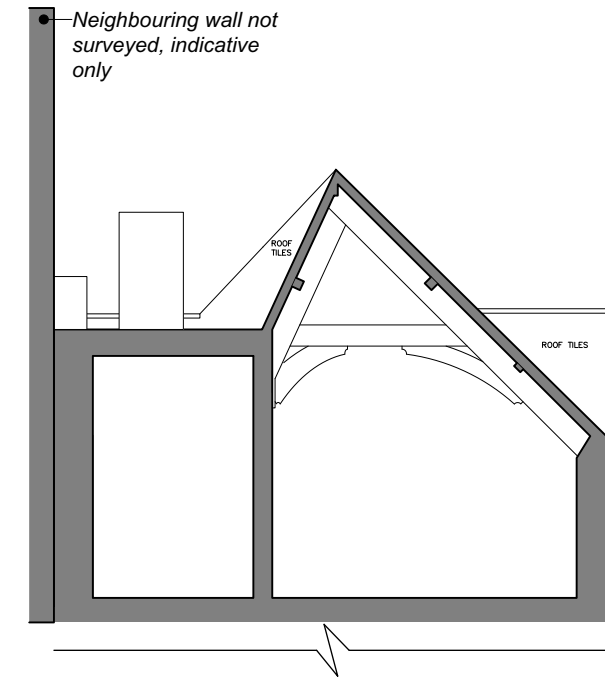 Neighbouring wall not
surveyed, indicative
only
ROOF
TILES
ROOF TILES